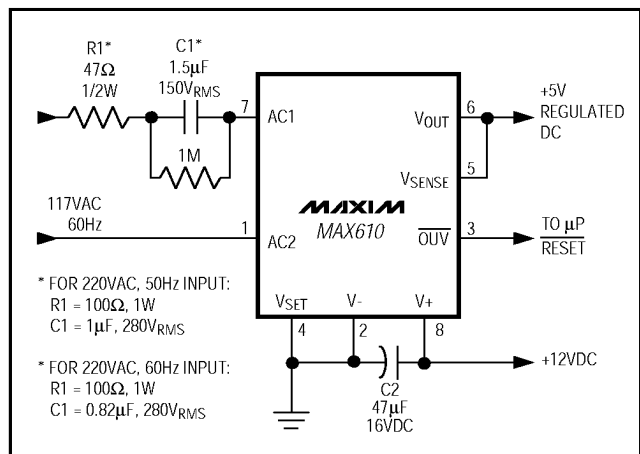 R1*
47Ω
1/2W
C1*
1.5μF
150VRMS
7
AC1
1M
VOUT
6
+5V
REGULATED
DC
5
VSENSE
117VAC
60Hz
1
AC2
MAXIM
MAX610
OUV
3
TO μP
RESET
* FOR 220VAC, 50Hz INPUT:
R1 = 100Ω, 1W
C1 = 1μF, 280VRMS
VSET
V-
V+
4
2
8
+12VDC
* FOR 220VAC, 60Hz INPUT:
R1 = 100Ω, 1W
C1 = 0.82μF, 280VRMS
C2
47μF
16VDC